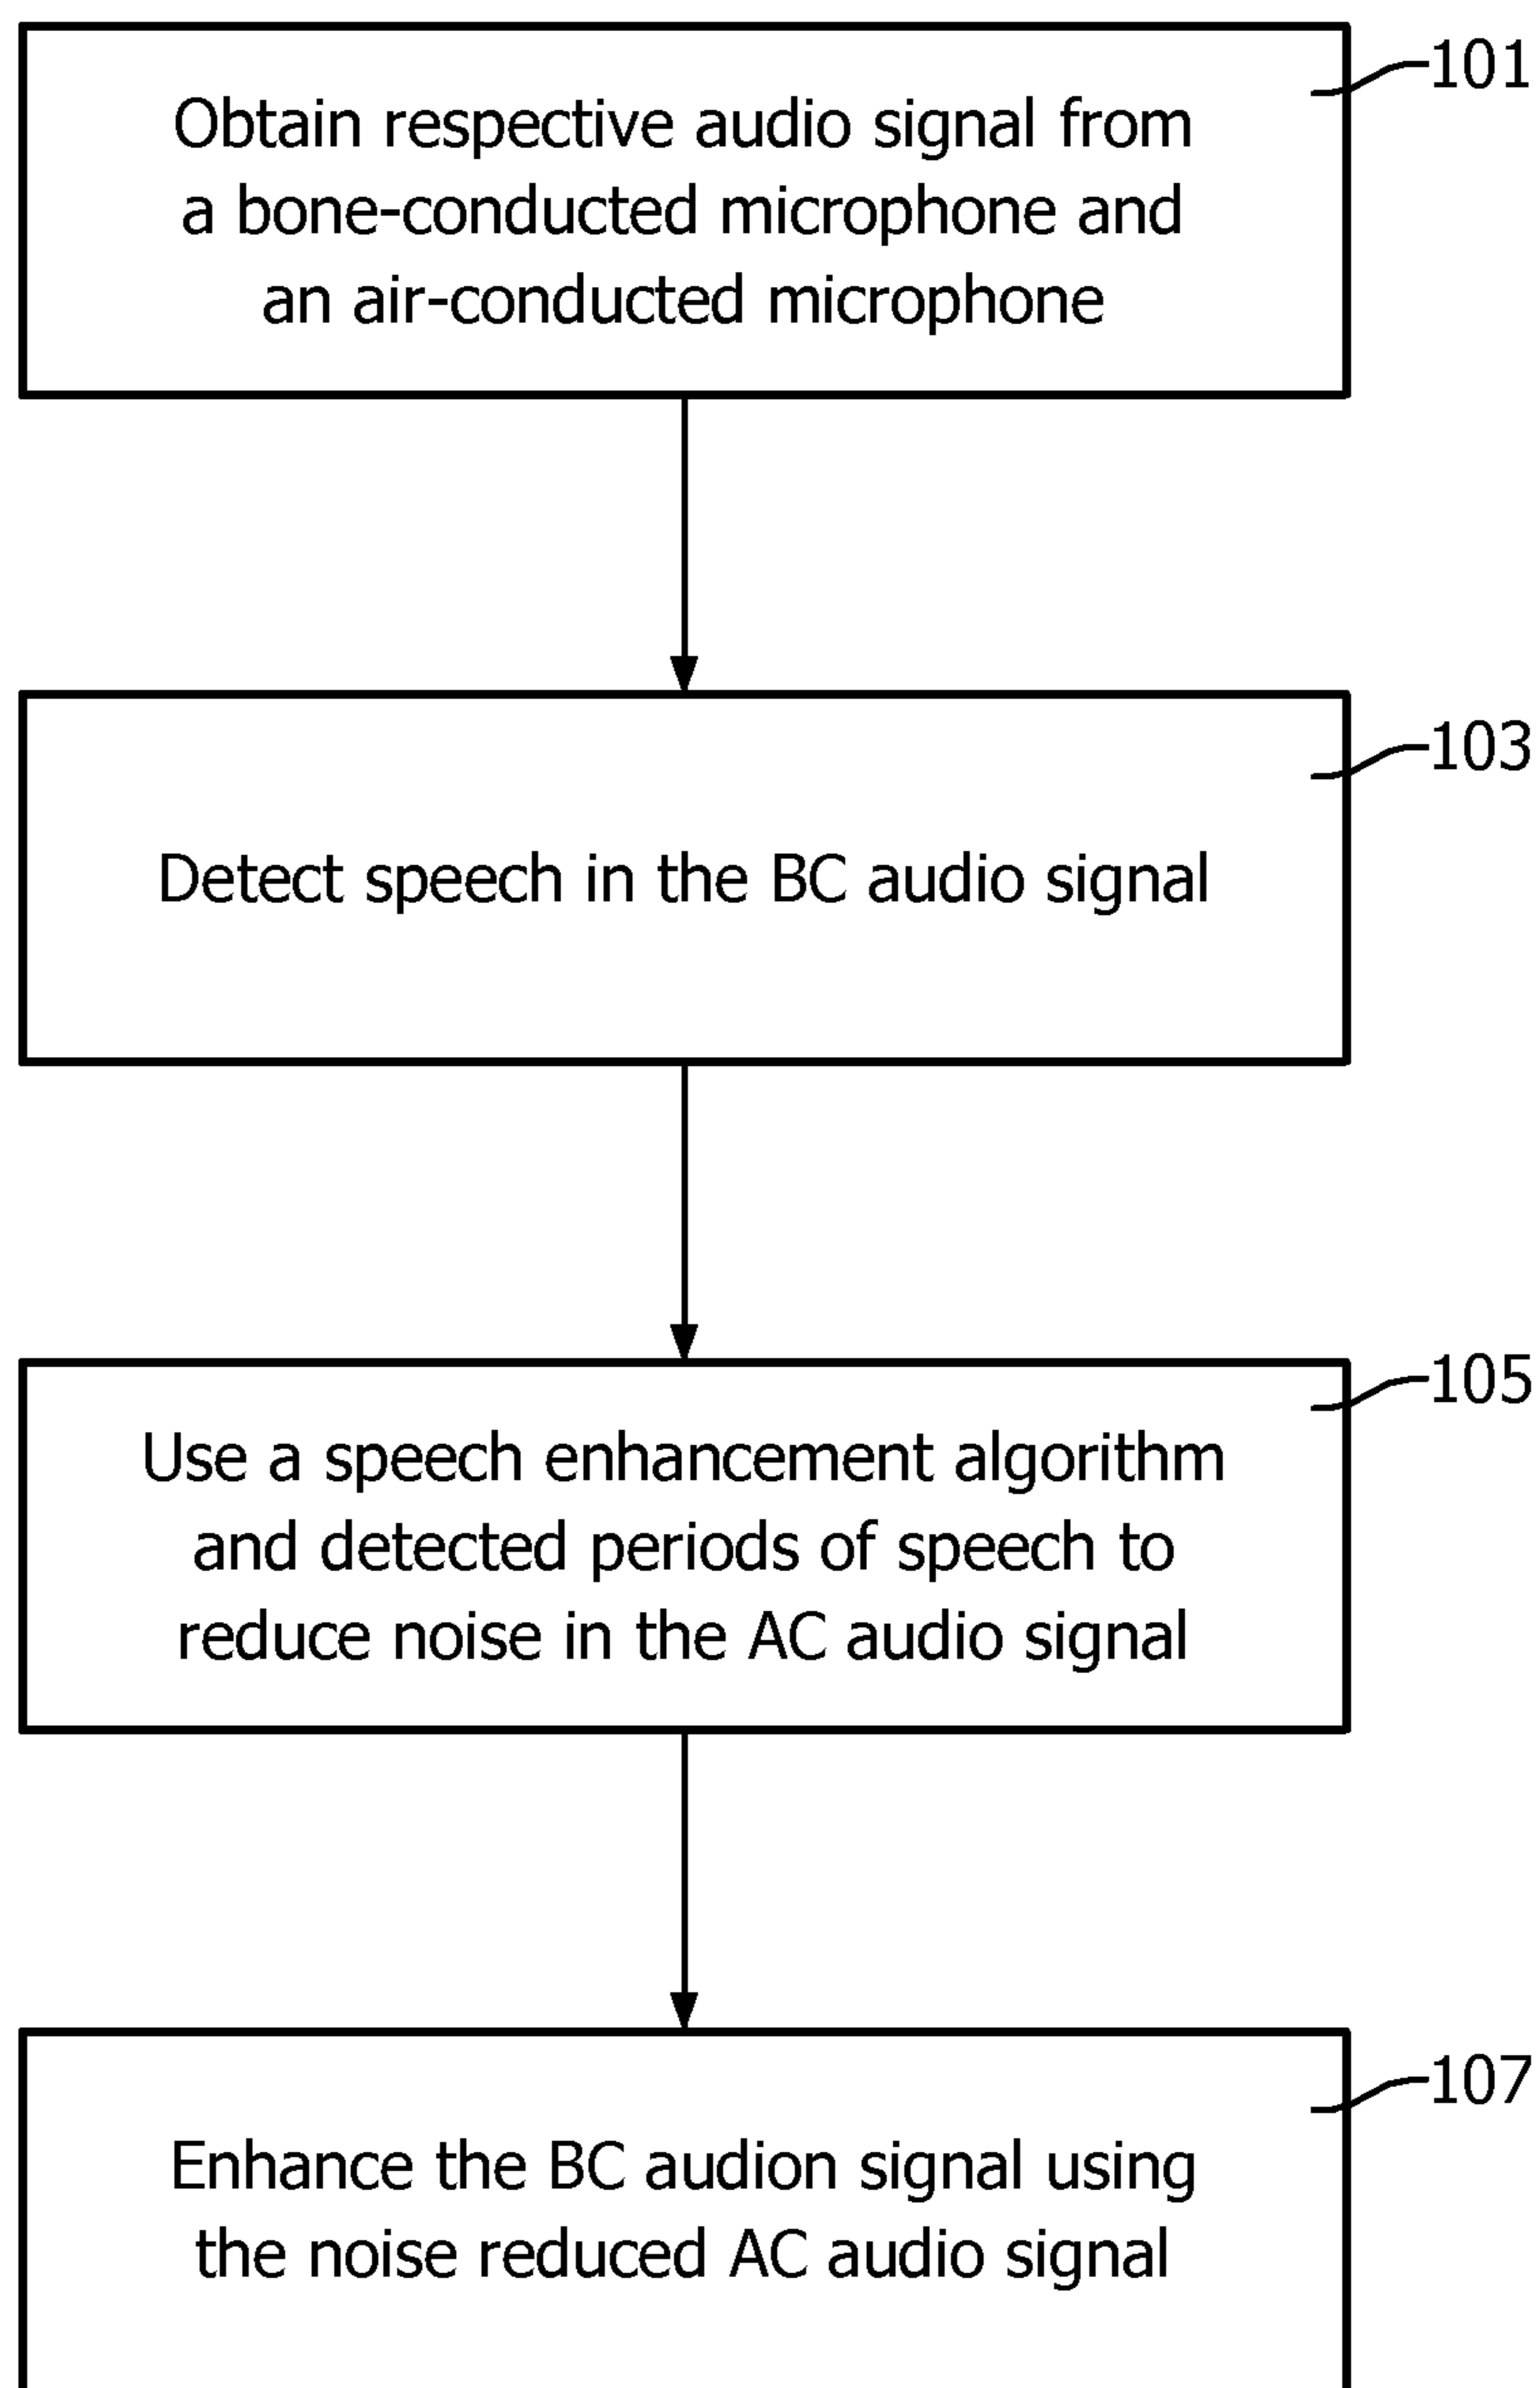 101
Obtain respective audio signal from
a bone-conducted microphone and
an air-conducted microphone
103
Detect speech in the BC audio signal
105
Use a speech enhancement algorithm
and detected periods of speech to
reduce noise in the AC audio signal
107
Enhance the BC audion signal using
the noise reduced AC audio signal